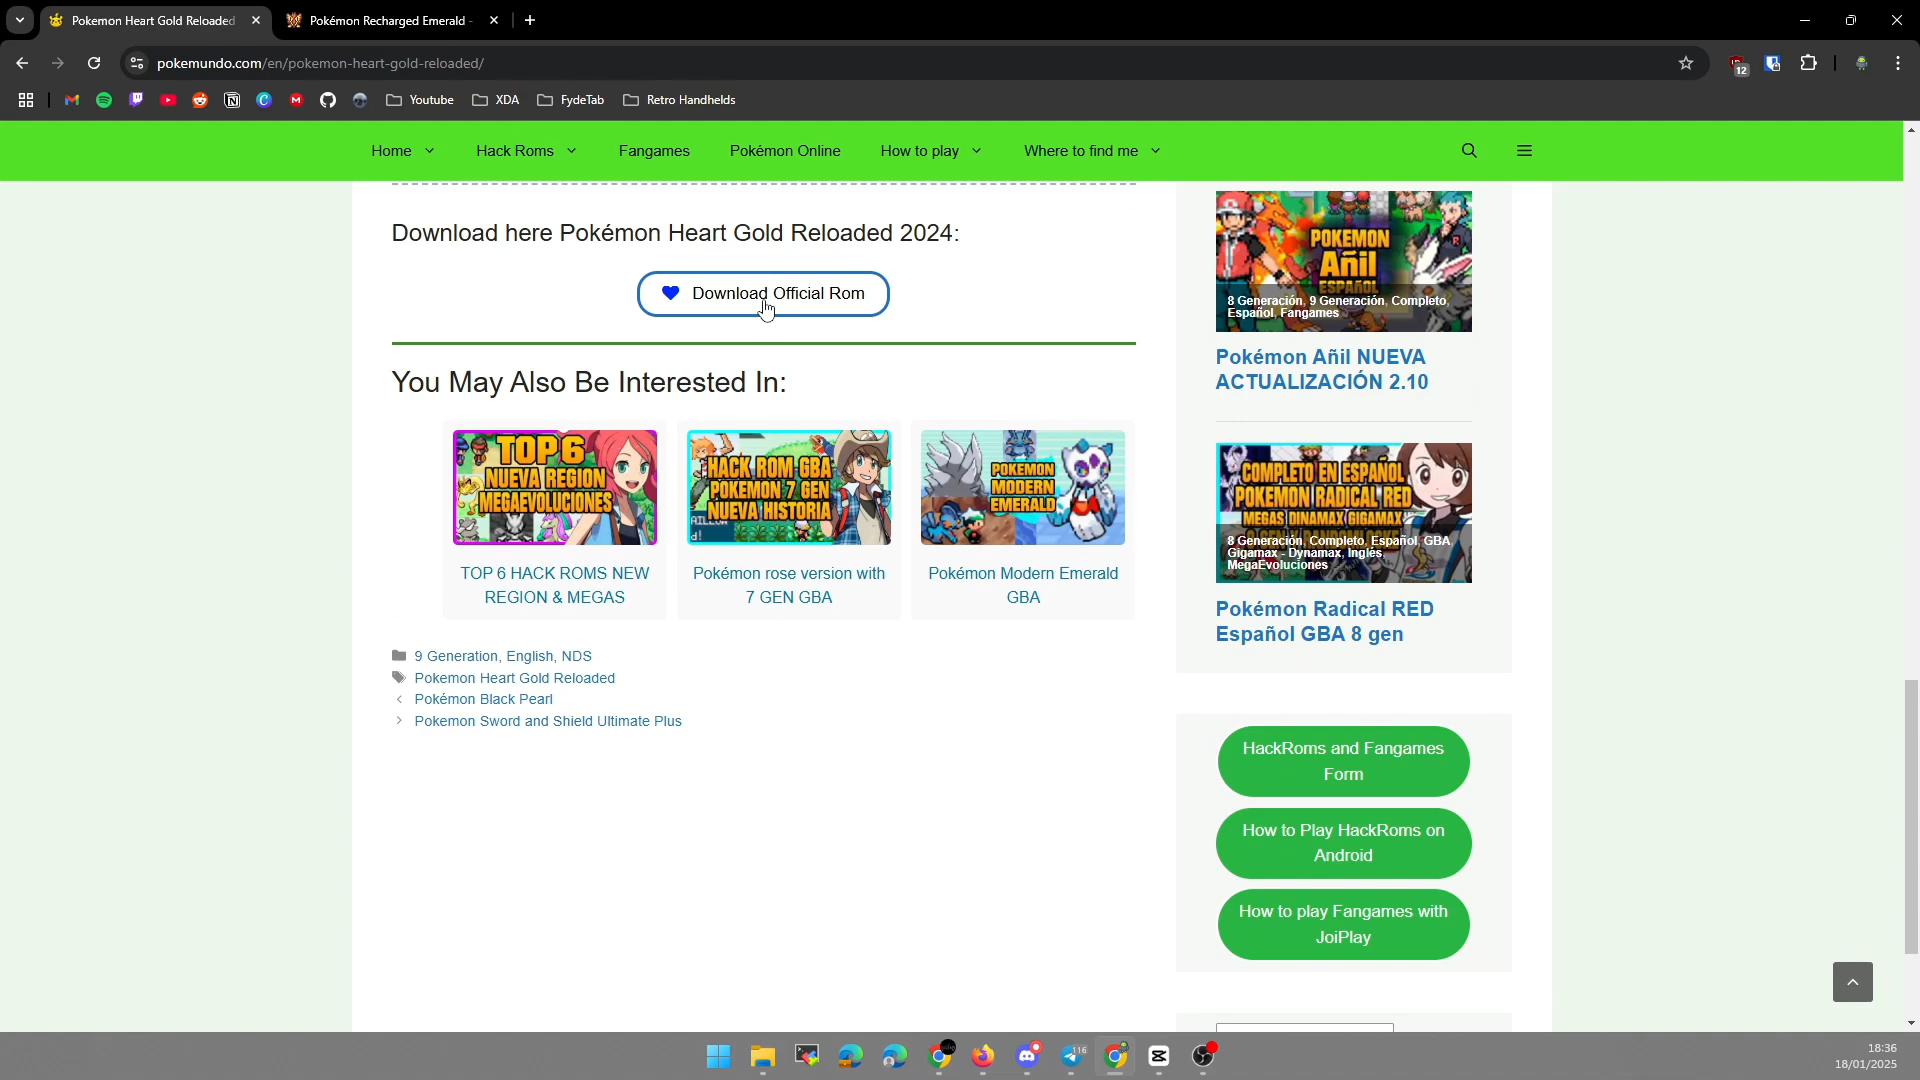 Pokemon Heart Gold Reloaded
Pokémon Recharged Emerald -
pokemundo.com/en/pokemon-heart-gold-reloaded/
12
Youtube
XDA
FydeTab
Retro Handhelds
Home
Hack Roms
Fangames
Pokémon Online
How to play
Where to find me
Download here Pokémon Heart Gold Reloaded 2024:
Download Official Rom
You May Also Be Interested In:
TOP 6
NUEVA REGION
MEGAEVOLUCIONES
TOP 6 HACK ROMS NEW
REGION & MEGAS
HACK ROM GBA
POKEMON 7 GEN
NUEVA HISTORIA
Pokémon rose version with
7 GEN GBA
POKEMON
MODERN
EMERALD
Pokémon Modern Emerald
GBA
9 Generation, English, NDS
Pokemon Heart Gold Reloaded
Pokémon Black Pearl
Pokemon Sword and Shield Ultimate Plus
POKEMON
Añil
ESPAÑOL
8 Generación, 9 Generación, Completo,
Español, Fangames
Pokémon Añil NUEVA
ACTUALIZACIÓN 2.10
COMPLETO EN ESPAÑOL
POKEMON RADICAL RED
MEGAS DINAMAX GIGAMAX
8 Generación, Completo, Español, GBA,
Gigamax - Dynamax, Inglés,
MegaEvoluciones
Pokémon Radical RED
Español GBA 8 gen
HackRoms and Fangames
Form
How to Play HackRoms on
Android
How to play Fangames with
JoiPlay
116
18:36
18/01/2025